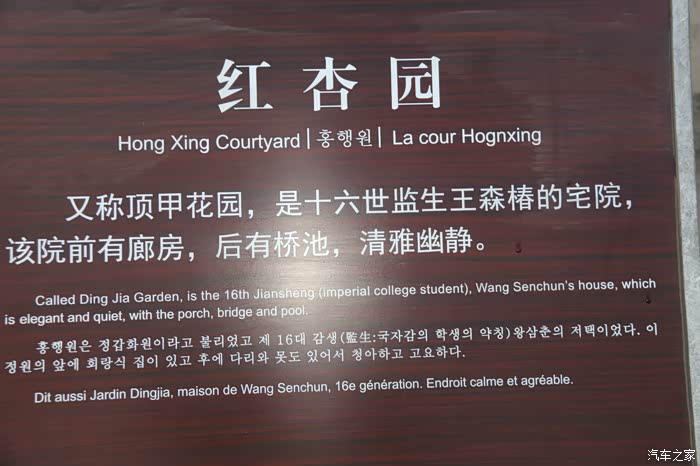 红杏园
Hong Xing Courtyard | 홍행원 | La cour Hognxing
又称顶甲花园，是十六世监生王森椿的宅院，
该院前有廊房，后有桥池，清雅幽静。
Called Ding Jia Garden, is the 16th Jiansheng (imperial college student), Wang Senchun's house, which
is elegant and quiet, with the porch, bridge and pool.
홍행원은 정갑화원이라고 불리었고 제 16대 감생(監生:국자감의 학생의 약칭)왕삼춘의 저택이었다. 이
정원의 앞에 회랑식 집이 있고 후에 다리와 못도 있어서 청아하고 고요하다.
Dit aussi Jardin Dingjia, maison de Wang Senchun, 16e génération. Endroit calme et agréable.
汽车之家